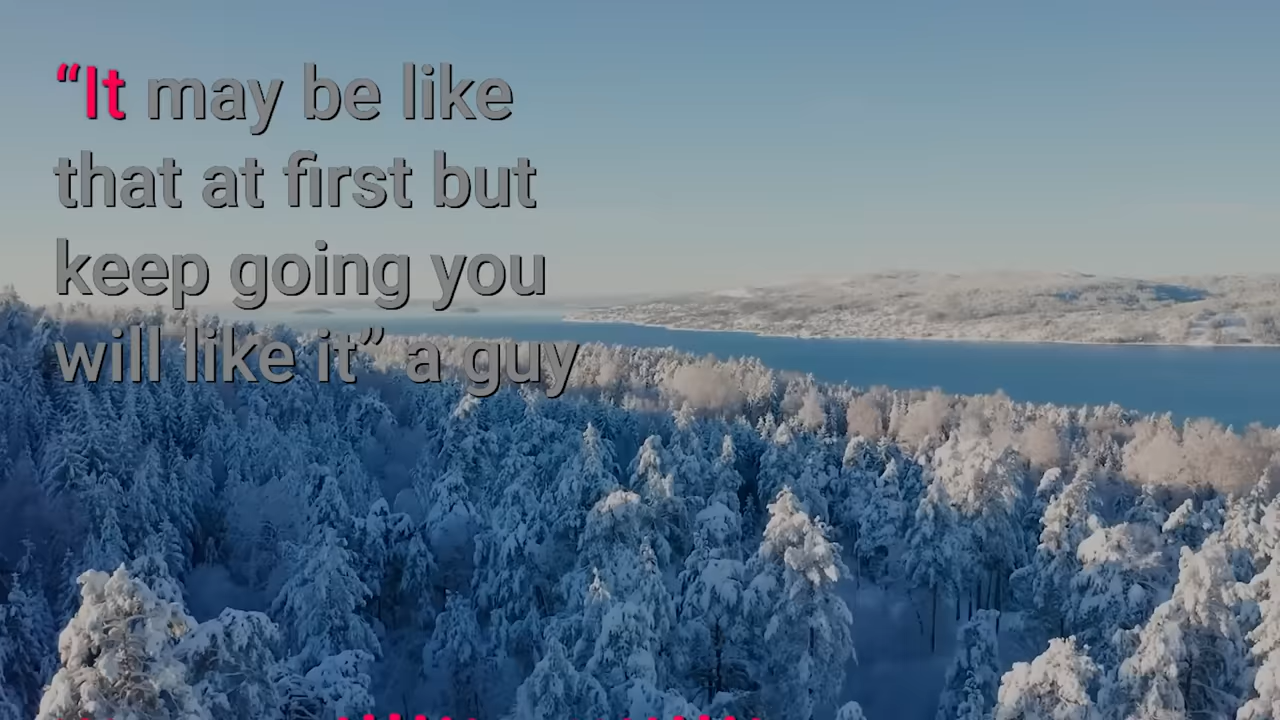 “It may be like
that at first but
keep going you
will like it” a guy